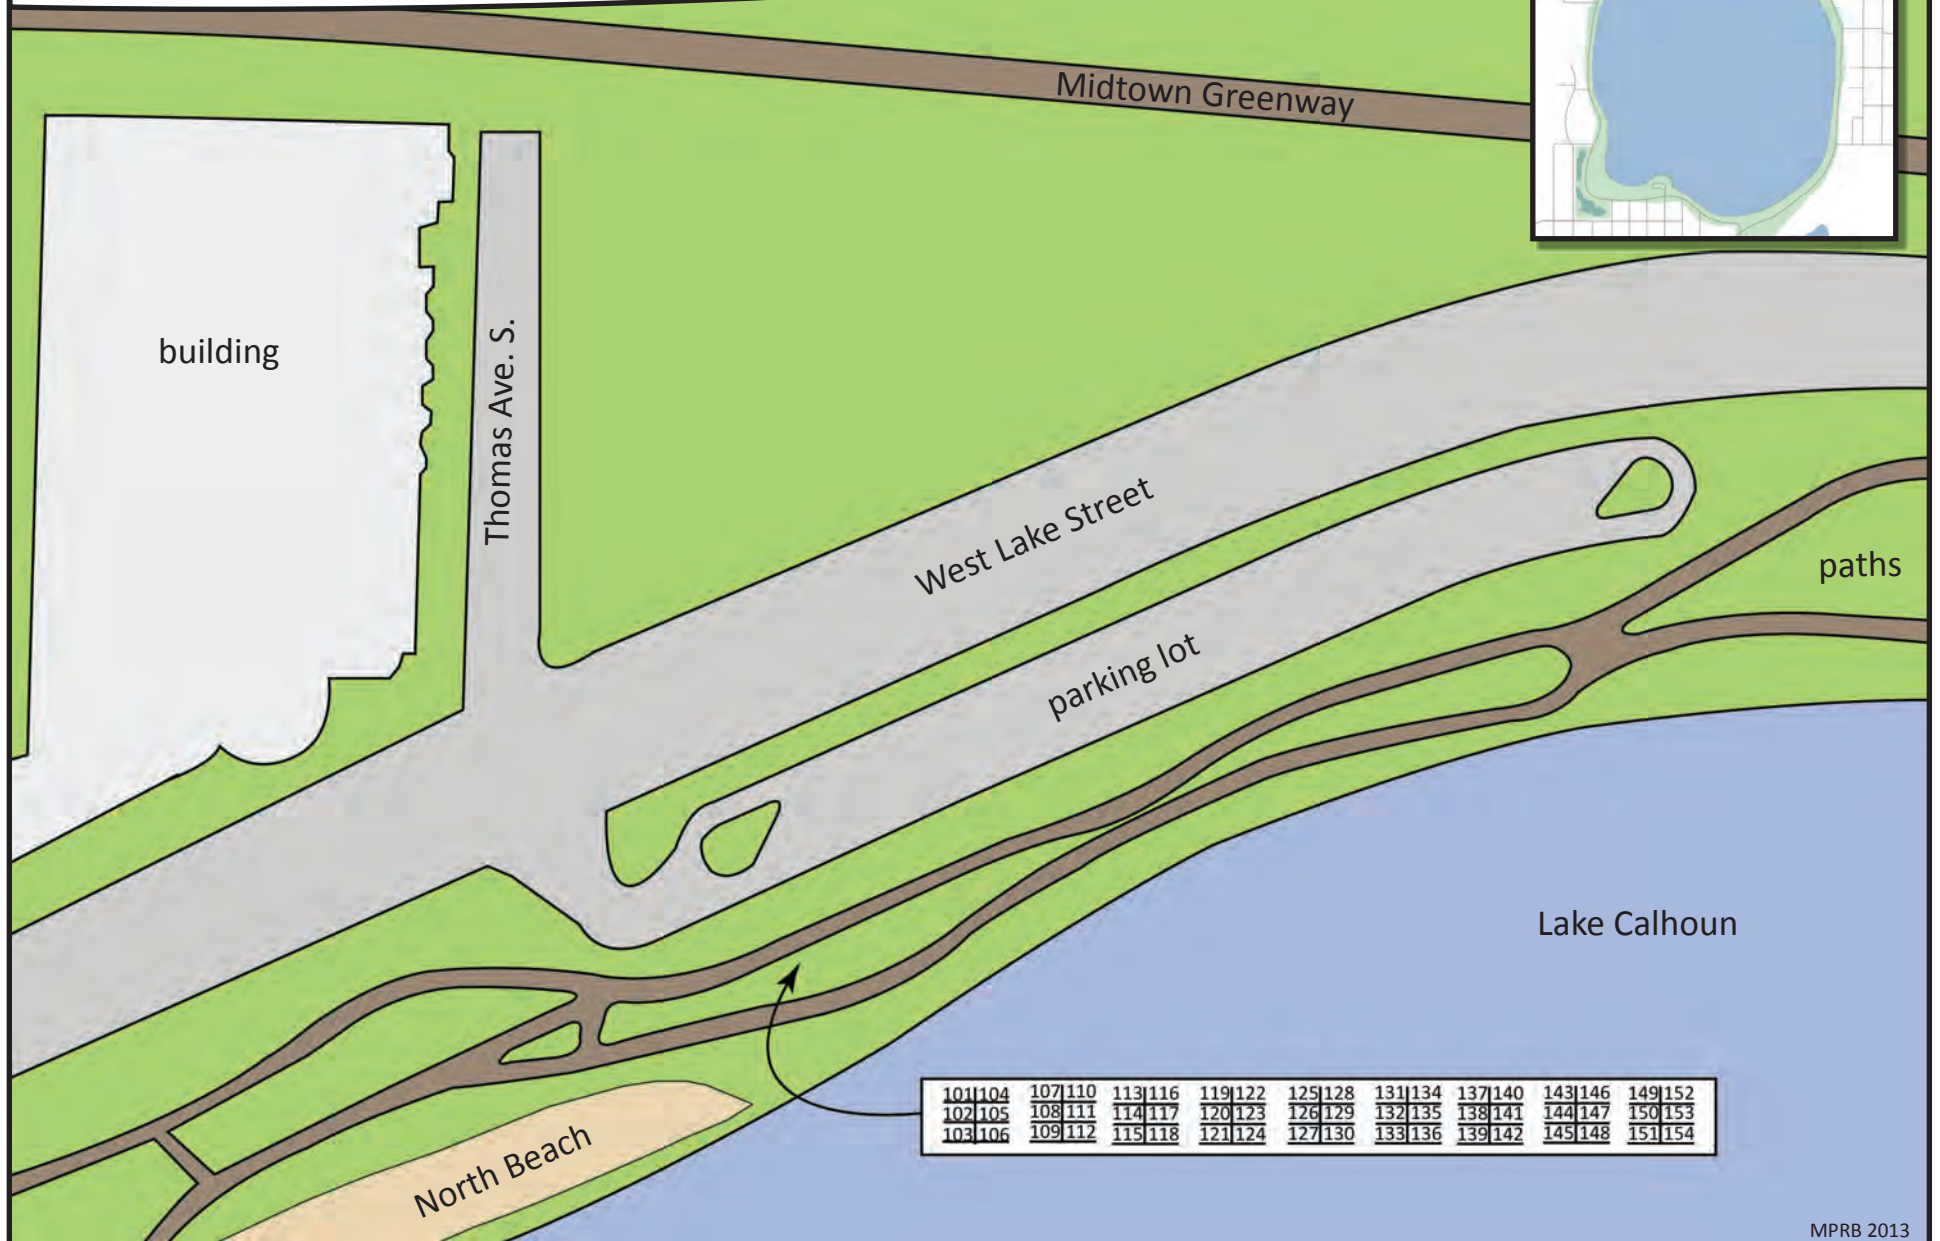 Midtown Greenway
building
Thomas Ave. S.
West Lake Street
paths
parking lot
Lake Calhoun
101 104 107 110 113 116 119 122 125 128 131 134 137 140 143 146 149 152
102 105 108 111 114 117 120 123 126 129 132 135 138 141 144 147 150 153
103 106 109 112 115 118 121 124 127 130 133 136 139 142 145 148 151 154
North Beach
MPRB 2013